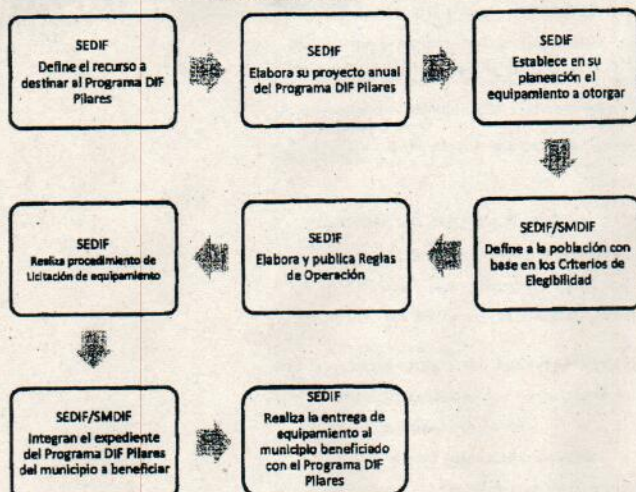 SEDIF
Define el recurso a
destinar al Programa DIF
Pilares
SEDIF
Elabora su proyecto anual
del Programa DIF Pilares
SEDIF
Establece en su
planeación el
equipamiento a otorgar
SEDIF/SMDIF
Define a la población con
base en los Criterios de
Elegibilidad
SEDIF
Elabora y publica Reglas
de Operación
SEDIF
Realiza procedimiento de
Licitación de equipamiento
SEDIF/SMDIF
Integran el expediente
del Programa DIF Pilares
del municipio a beneficiar
SEDIF
Realiza la entrega de
equipamiento al
municipio beneficiado
con el Programa DIF
Pilares